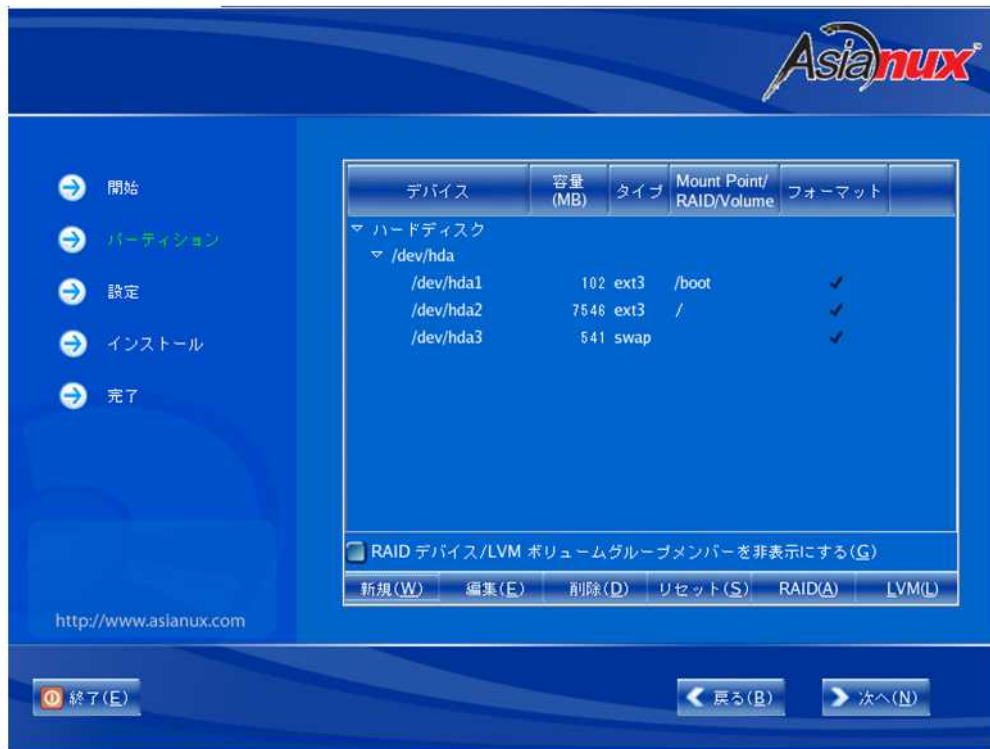 Asianux™
開始
パーティション
設定
インストール
完了
http://www.asianux.com
デバイス 容量 (MB) タイプ Mount Point/ RAID/Volume フォーマット
ハードディスク
/dev/hda
/dev/hda1 102 ext3 /boot
/dev/hda2 7546 ext3 /
/dev/hda3 541 swap
RAID デバイス/LVM ボリュームグループメンバーを非表示にする(G)
新規(W) 編集(E) 削除(D) リセット(S) RAID(A) LVM(L)
終了(E) 戻る(B) 次へ(N)